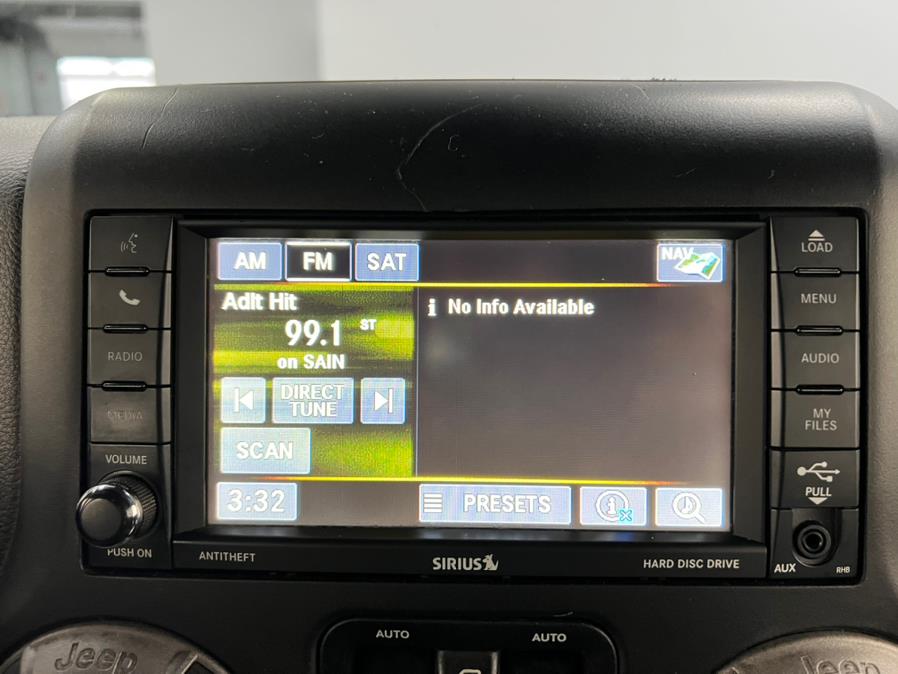 AM FM SAT NAV
LOAD
Adlt Hit
99.1 ST
on SAIN
i No Info Available
MENU
RADIO
AUDIO
DIRECT
TUNE
MEDIA
MY
FILES
SCAN
VOLUME
PULL
3:32 PRESETS
PUSH ON
ANTITHEFT SIRIUS HARD DISC DRIVE
AUX RHB
AUTO AUTO
Jeep Jeep